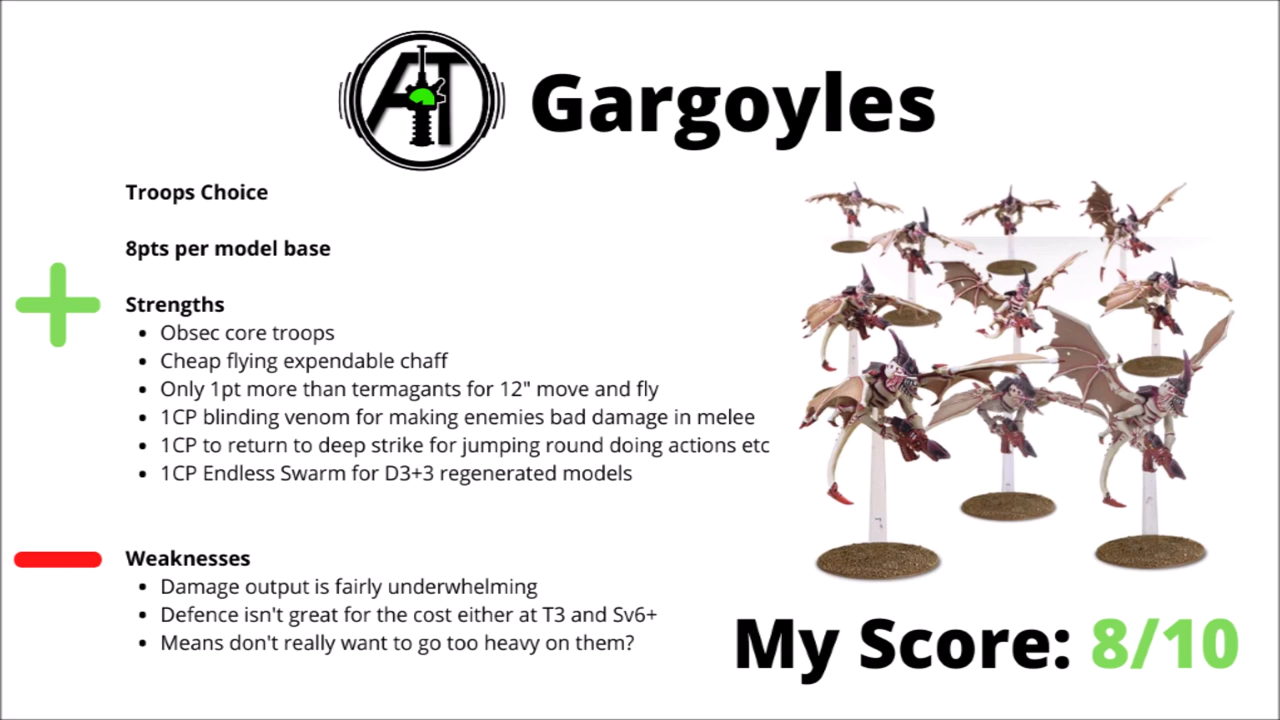 AT
Gargoyles
Troops Choice
8pts per model base
Strengths
• Obsec core troops
• Cheap flying expendable chaff
• Only 1pt more than termagants for 12" move and fly
• 1CP blinding venom for making enemies bad damage in melee
• 1CP to return to deep strike for jumping round doing actions etc
• 1CP Endless Swarm for D3+3 regenerated models
Weaknesses
• Damage output is fairly underwhelming
• Defence isn't great for the cost either at T3 and Sv6+
• Means don't really want to go too heavy on them?
My Score: 8/10